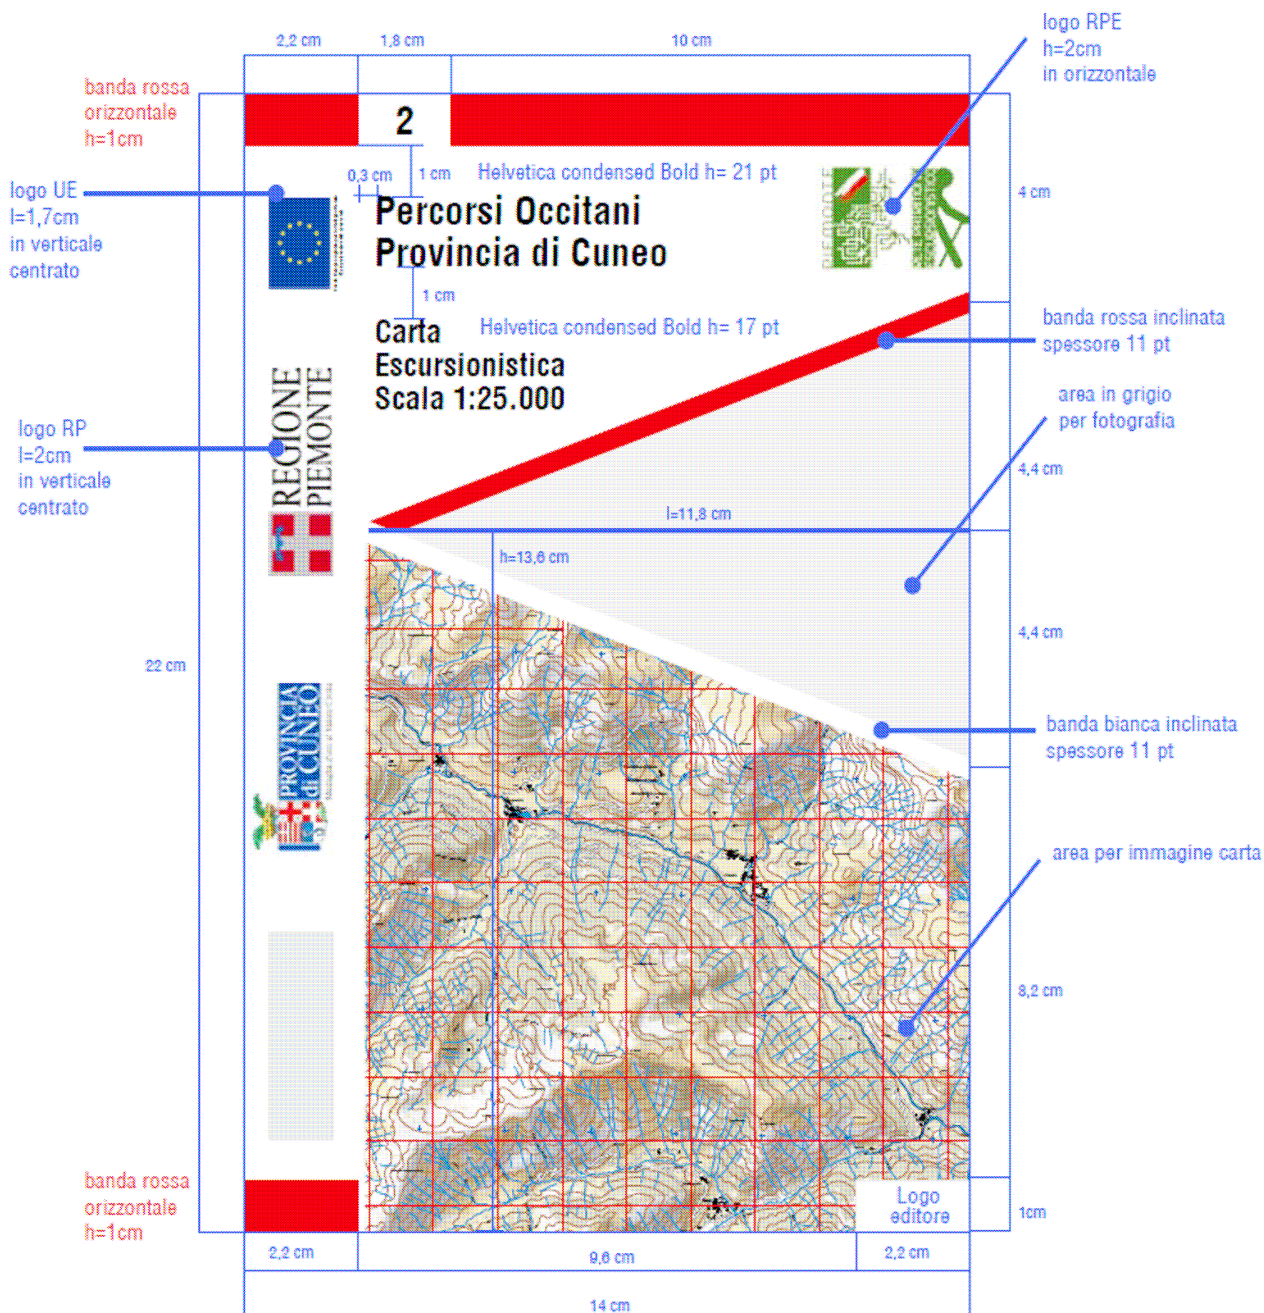 2,2 cm
1,8 cm
10 cm
logo RPE
h=2cm
in orizzontale
banda rossa
orizzontale
h=1cm
2
0,3 cm
1 cm
Helvetica condensed Bold h= 21 pt
4 cm
logo UE
l=1,7cm
in verticale
centrato
Percorsi Occitani
Provincia di Cuneo
PIEMONTE
1 cm
Carta
Escursionistica
Scala 1:25.000
Helvetica condensed Bold h= 17 pt
banda rossa inclinata
spessore 11 pt
area in grigio
per fotografia
REGIONE
PIEMONTE
logo RP
l=2cm
in verticale
centrato
4,4 cm
l=11,8 cm
h=13,6 cm
4,4 cm
22 cm
PROVINCIA
di CUNEO
banda bianca inclinata
spessore 11 pt
area per immagine carta
8,2 cm
banda rossa
orizzontale
h=1cm
Logo
editore
1cm
2,2 cm
9,6 cm
2,2 cm
14 cm